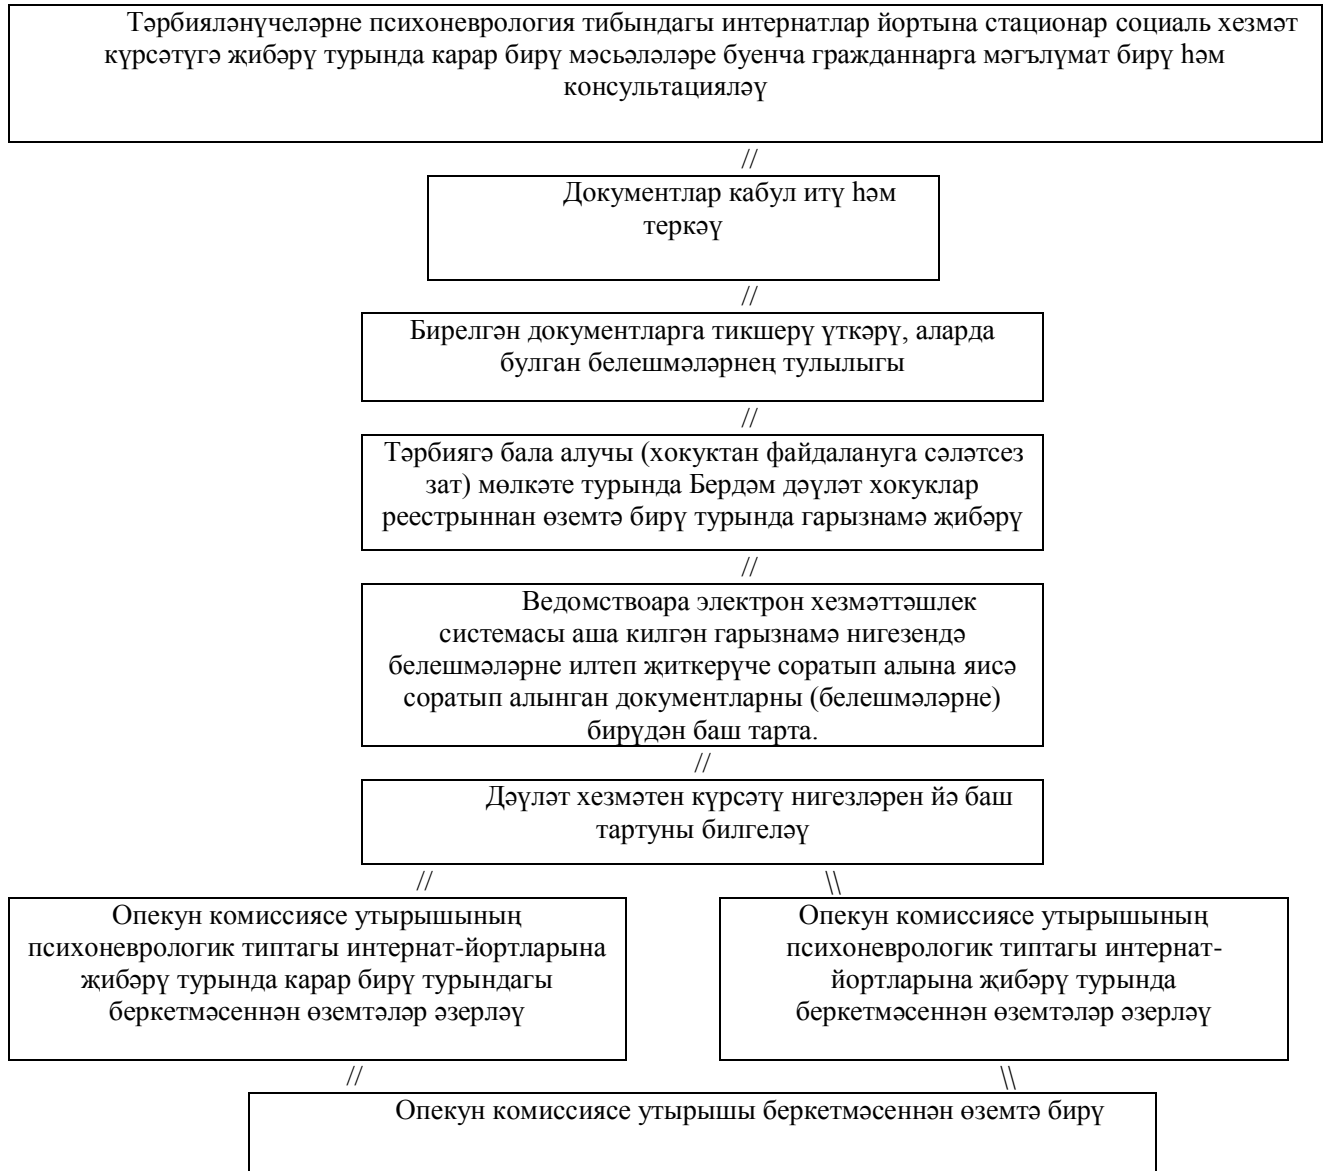 Тәрбияләнүчеләрне психоневрология тибындагы интернатлар йортына стационар социаль хезмәт
күрсәтүгә җибәрү турында карар бирү мәсьәләләре буенча гражданнарга мәгълүмат бирү һәм
консультацияләү
//
Документлар кабул итү һәм
теркәү
//
Бирелгән документларга тикшерү үткәрү, аларда
булган белешмәләрнең тулылыгы
//
Тәрбиягә бала алучы (хокуктан файдалануга сәләтсез
зат) мөлкәте турында Бердәм дәүләт хокуклар
реестрыннан өземтә бирү турында гарызнамә җибәрү
//
Ведомствоара электрон хезмәттәшлек
системасы аша килгән гарызнамә нигезендә
белешмәләрне илтеп җиткерүче соратып алына яисә
соратып алынган документларны (белешмәләрне)
бирүдән баш тарта.
//
Дәүләт хезмәтен күрсәтү нигезләрен йә баш
тартуны билгеләү
// \\
Опекун комиссиясе утырышының
психоневрологик типтагы интернат-йортларына
җибәрү турында карар бирү турындагы
беркетмәсеннән өземтәләр әзерләү
Опекун комиссиясе утырышының
психоневрологик типтагы интернат-
йортларына җибәрү турында
беркетмәсеннән өземтәләр әзерләү
// \\
Опекун комиссиясе утырышы беркетмәсеннән өземтә бирү